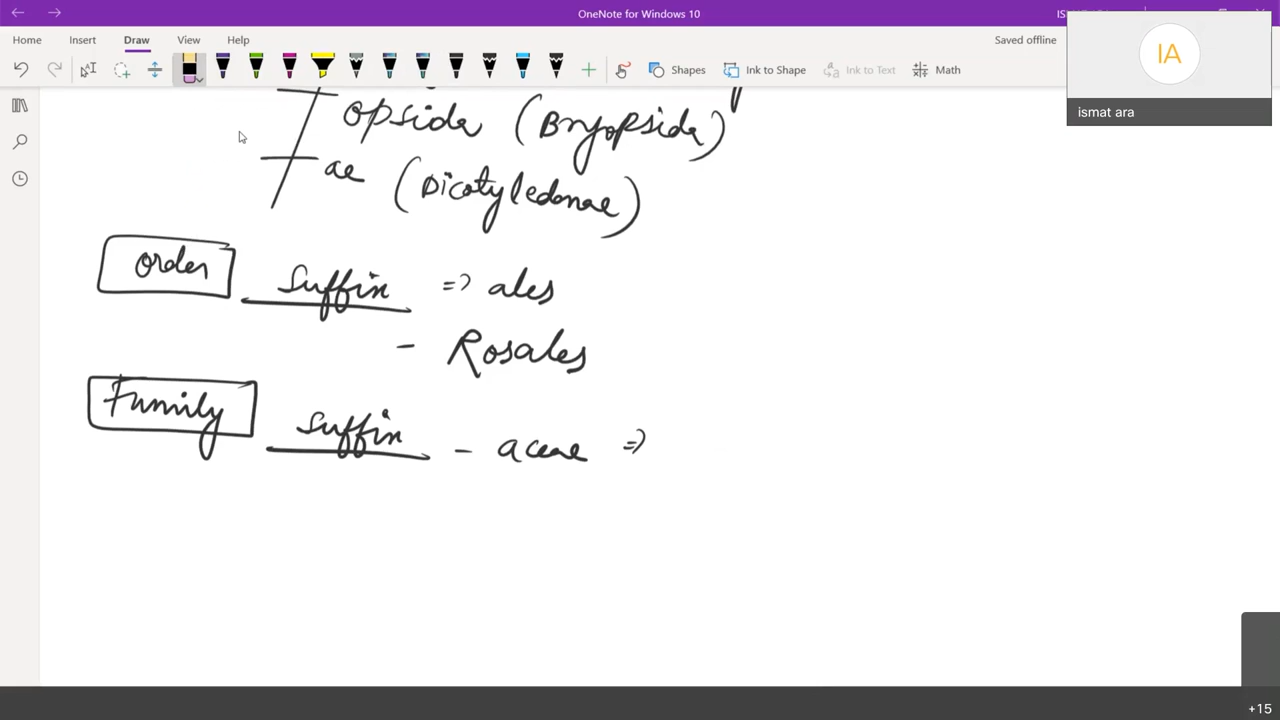 OneNote for Windows 10
Home Insert Draw View Help
Saved offline
Shapes Ink to Shape Ink to Text Math
IA
ismat ara
opsida (Bryopsida)
ae (Dicotyledonae)
Order Suffix => ales
- Rosales
Family Suffix - aceae =>
+15